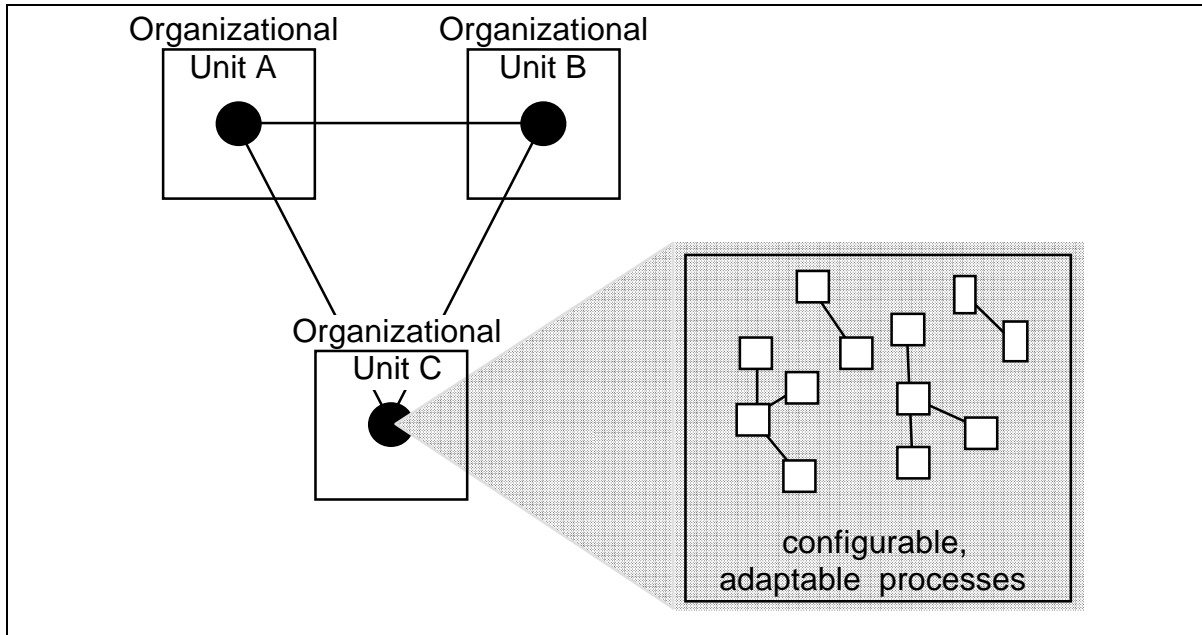 Organizational
Unit A
Organizational
Unit B
Organizational
Unit C
configurable,
adaptable processes